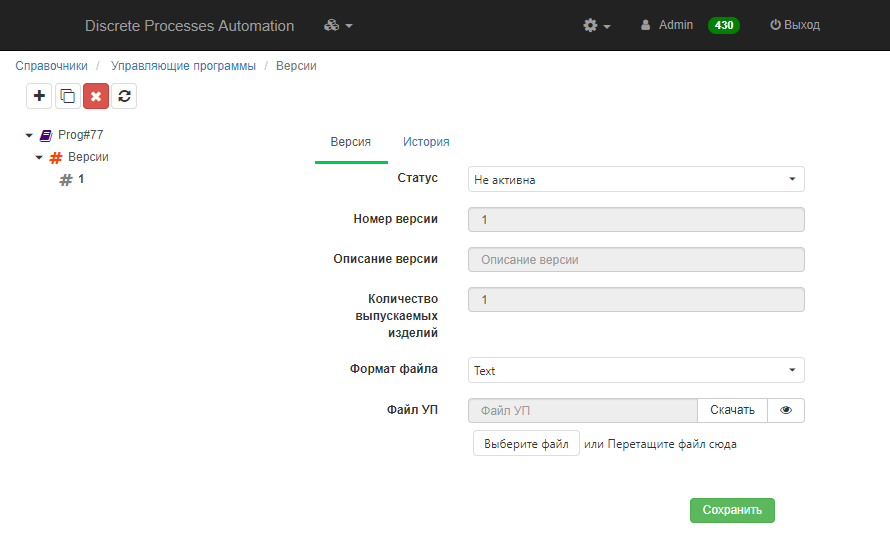 Discrete Processes Automation
Admin 430 Выход
Справочники / Управляющие программы / Версии
Prog#77
Версии
1
Версия История
Статус Не активна
Номер версии 1
Описание версии Описание версии
Количество
выпускаемых
изделий
1
Формат файла Text
Файл УП Файл УП Скачать
Выберите файл или Перетащите файл сюда
Сохранить